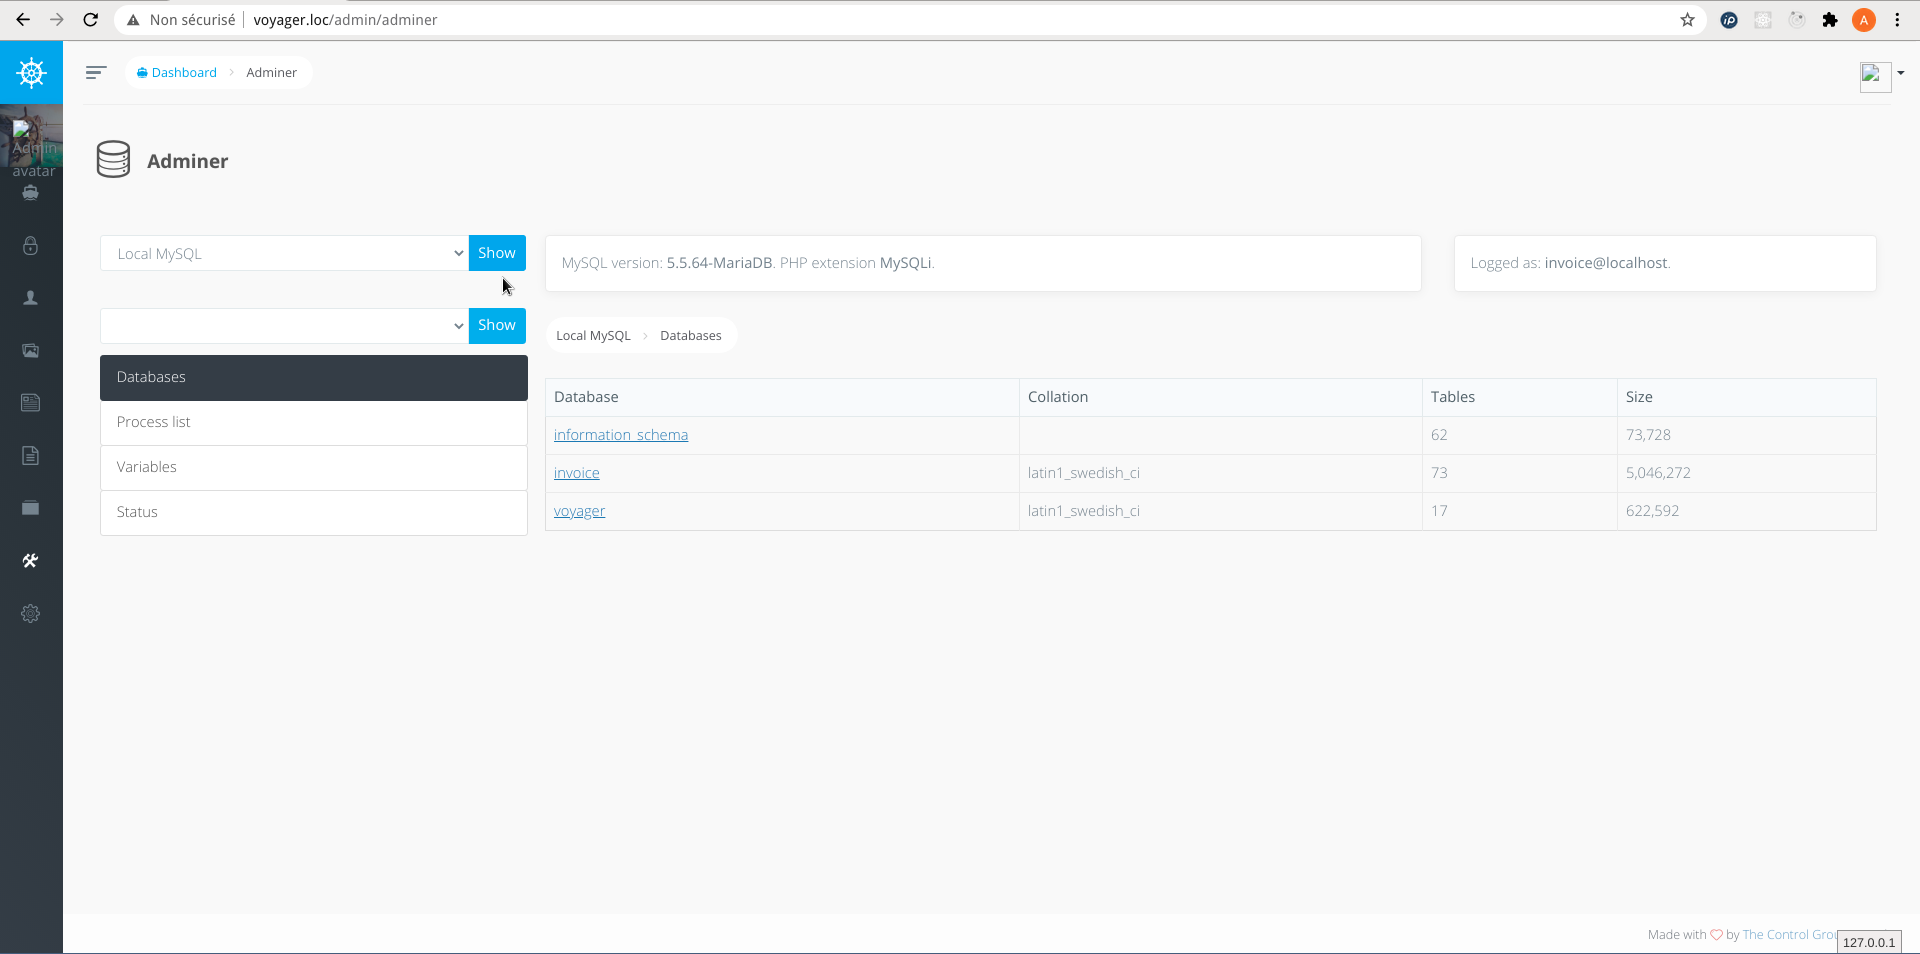 Non sécurisé voyager.loc/admin/adminer
A
Dashboard Adminer
Admin
avatar
Adminer
Local MySQL Show
MySQL version: 5.5.64-MariaDB. PHP extension MySQLi.
Logged as: invoice@localhost.
Show
Local MySQL Databases
Databases
Process list
Variables
Status
Database Collation Tables Size
information_schema 62 73,728
invoice latin1_swedish_ci 73 5,046,272
voyager latin1_swedish_ci 17 622,592
Made with by The Control
127.0.0.1